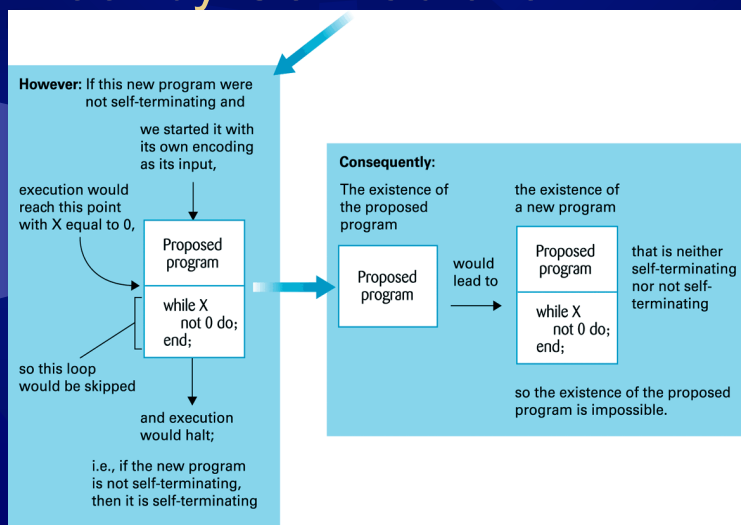 However: If this new program were
not self-terminating and
we started it with
its own encoding
as its input,
execution would
reach this point
with X equal to 0,
Proposed
program
while X
not 0 do;
end;
so this loop
would be skipped
and execution
would halt;
i.e., if the new program
is not self-terminating,
then it is self-terminating
Consequently:
The existence of
the proposed
program
Proposed
program
would
lead to
the existence of
a new program
Proposed
program
while X
not 0 do;
end;
that is neither
self-terminating
nor not self-
terminating
so the existence of the proposed
program is impossible.